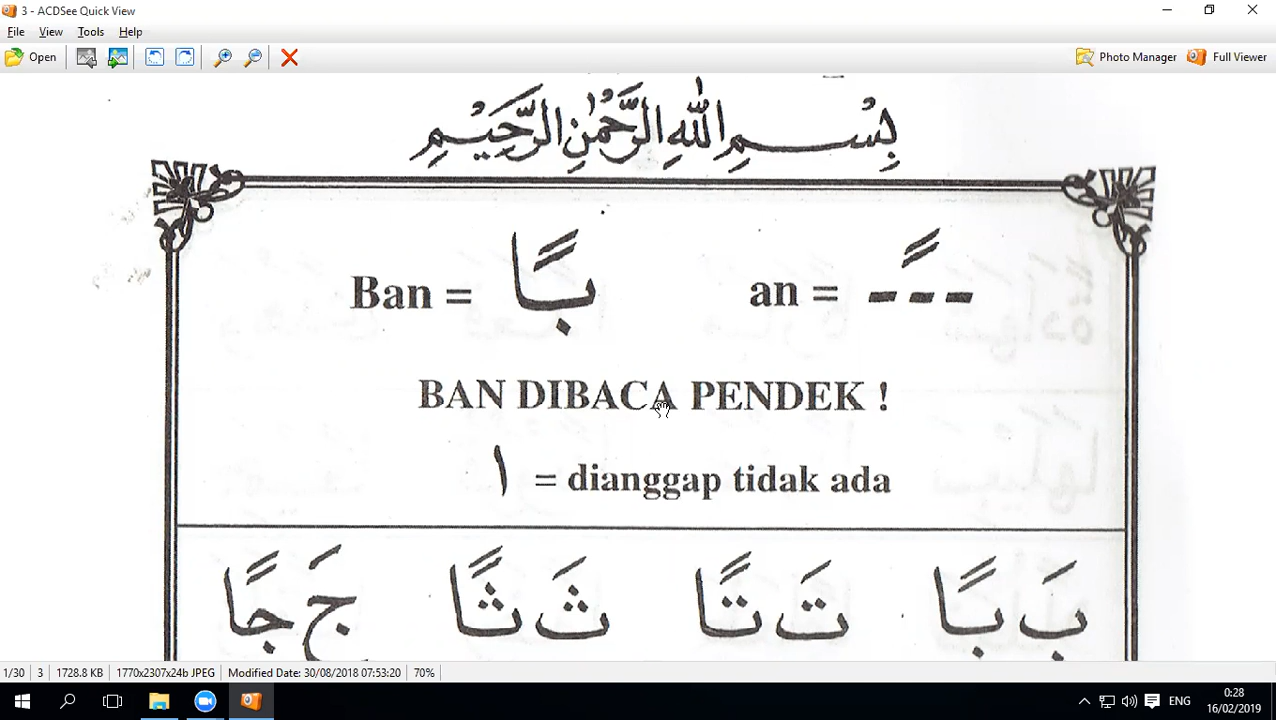 3 - ACDSee Quick View
File View Tools Help
Open Photo Manager Full Viewer
بِسْمِ اللهِ الرَّحْمٰنِ الرَّحِيْمِ
ــًـ = an بًا = Ban
BAN DIBACA PENDEK !
ا = dianggap tidak ada
بَ بًا تَ تًا ثَ ثًا جَ جًا
1/30 3 1728.8 KB 1770x2307x24b JPEG Modified Date: 30/08/2018 07:53:20 70%
ENG 0:28
16/02/2019